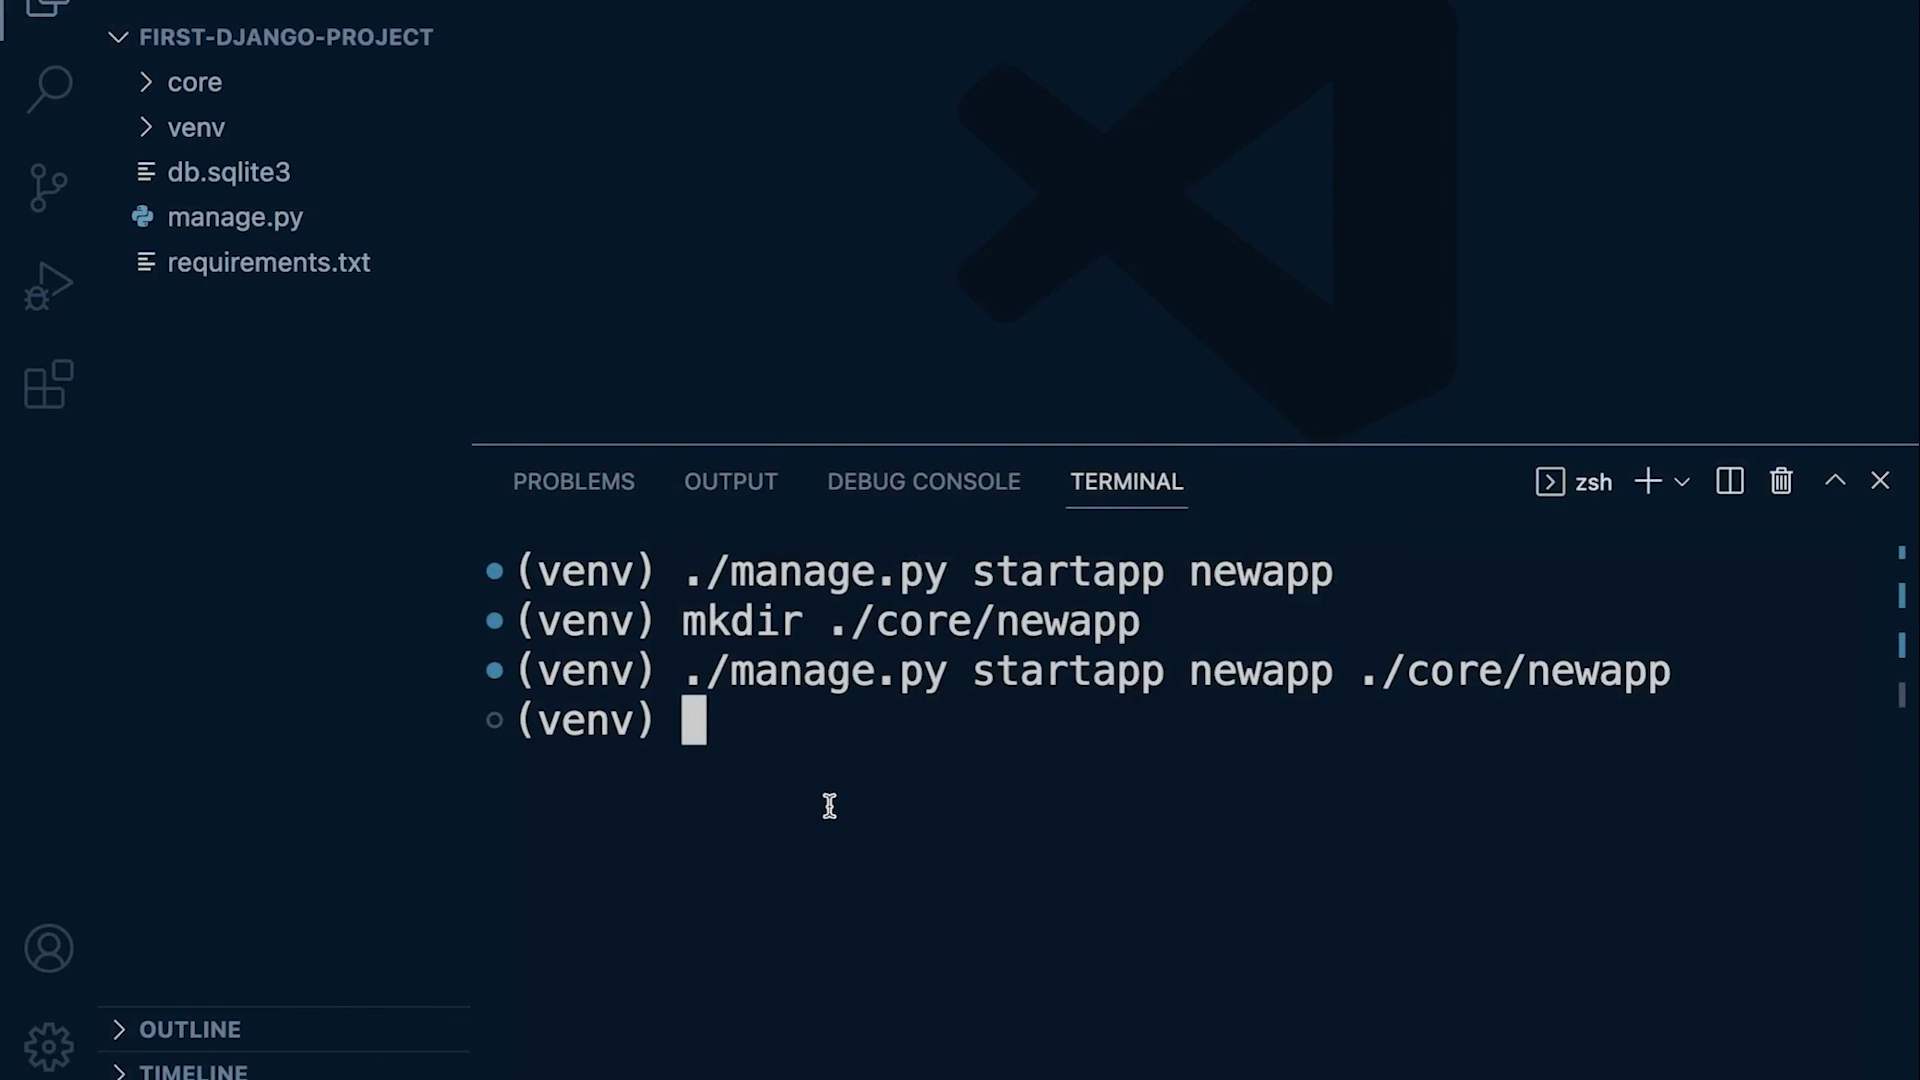 FIRST-DJANGO-PROJECT
core
venv
db.sqlite3
manage.py
requirements.txt
PROBLEMS OUTPUT DEBUG CONSOLE TERMINAL zsh
(venv) ./manage.py startapp newapp
(venv) mkdir ./core/newapp
(venv) ./manage.py startapp newapp ./core/newapp
(venv)
OUTLINE
TIMELINE